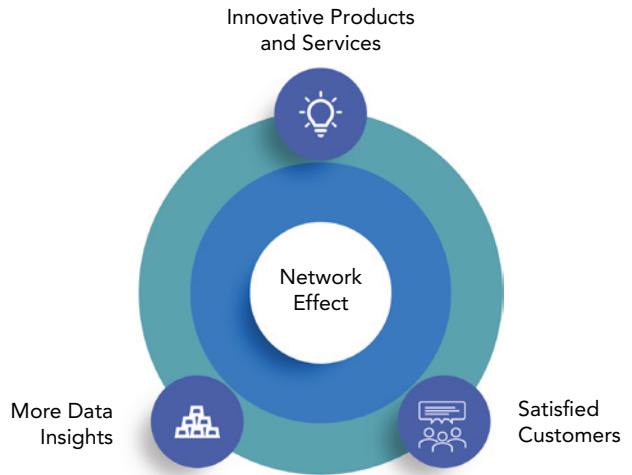 Innovative Products
and Services
Network
Effect
More Data
Insights
Satisfied
Customers